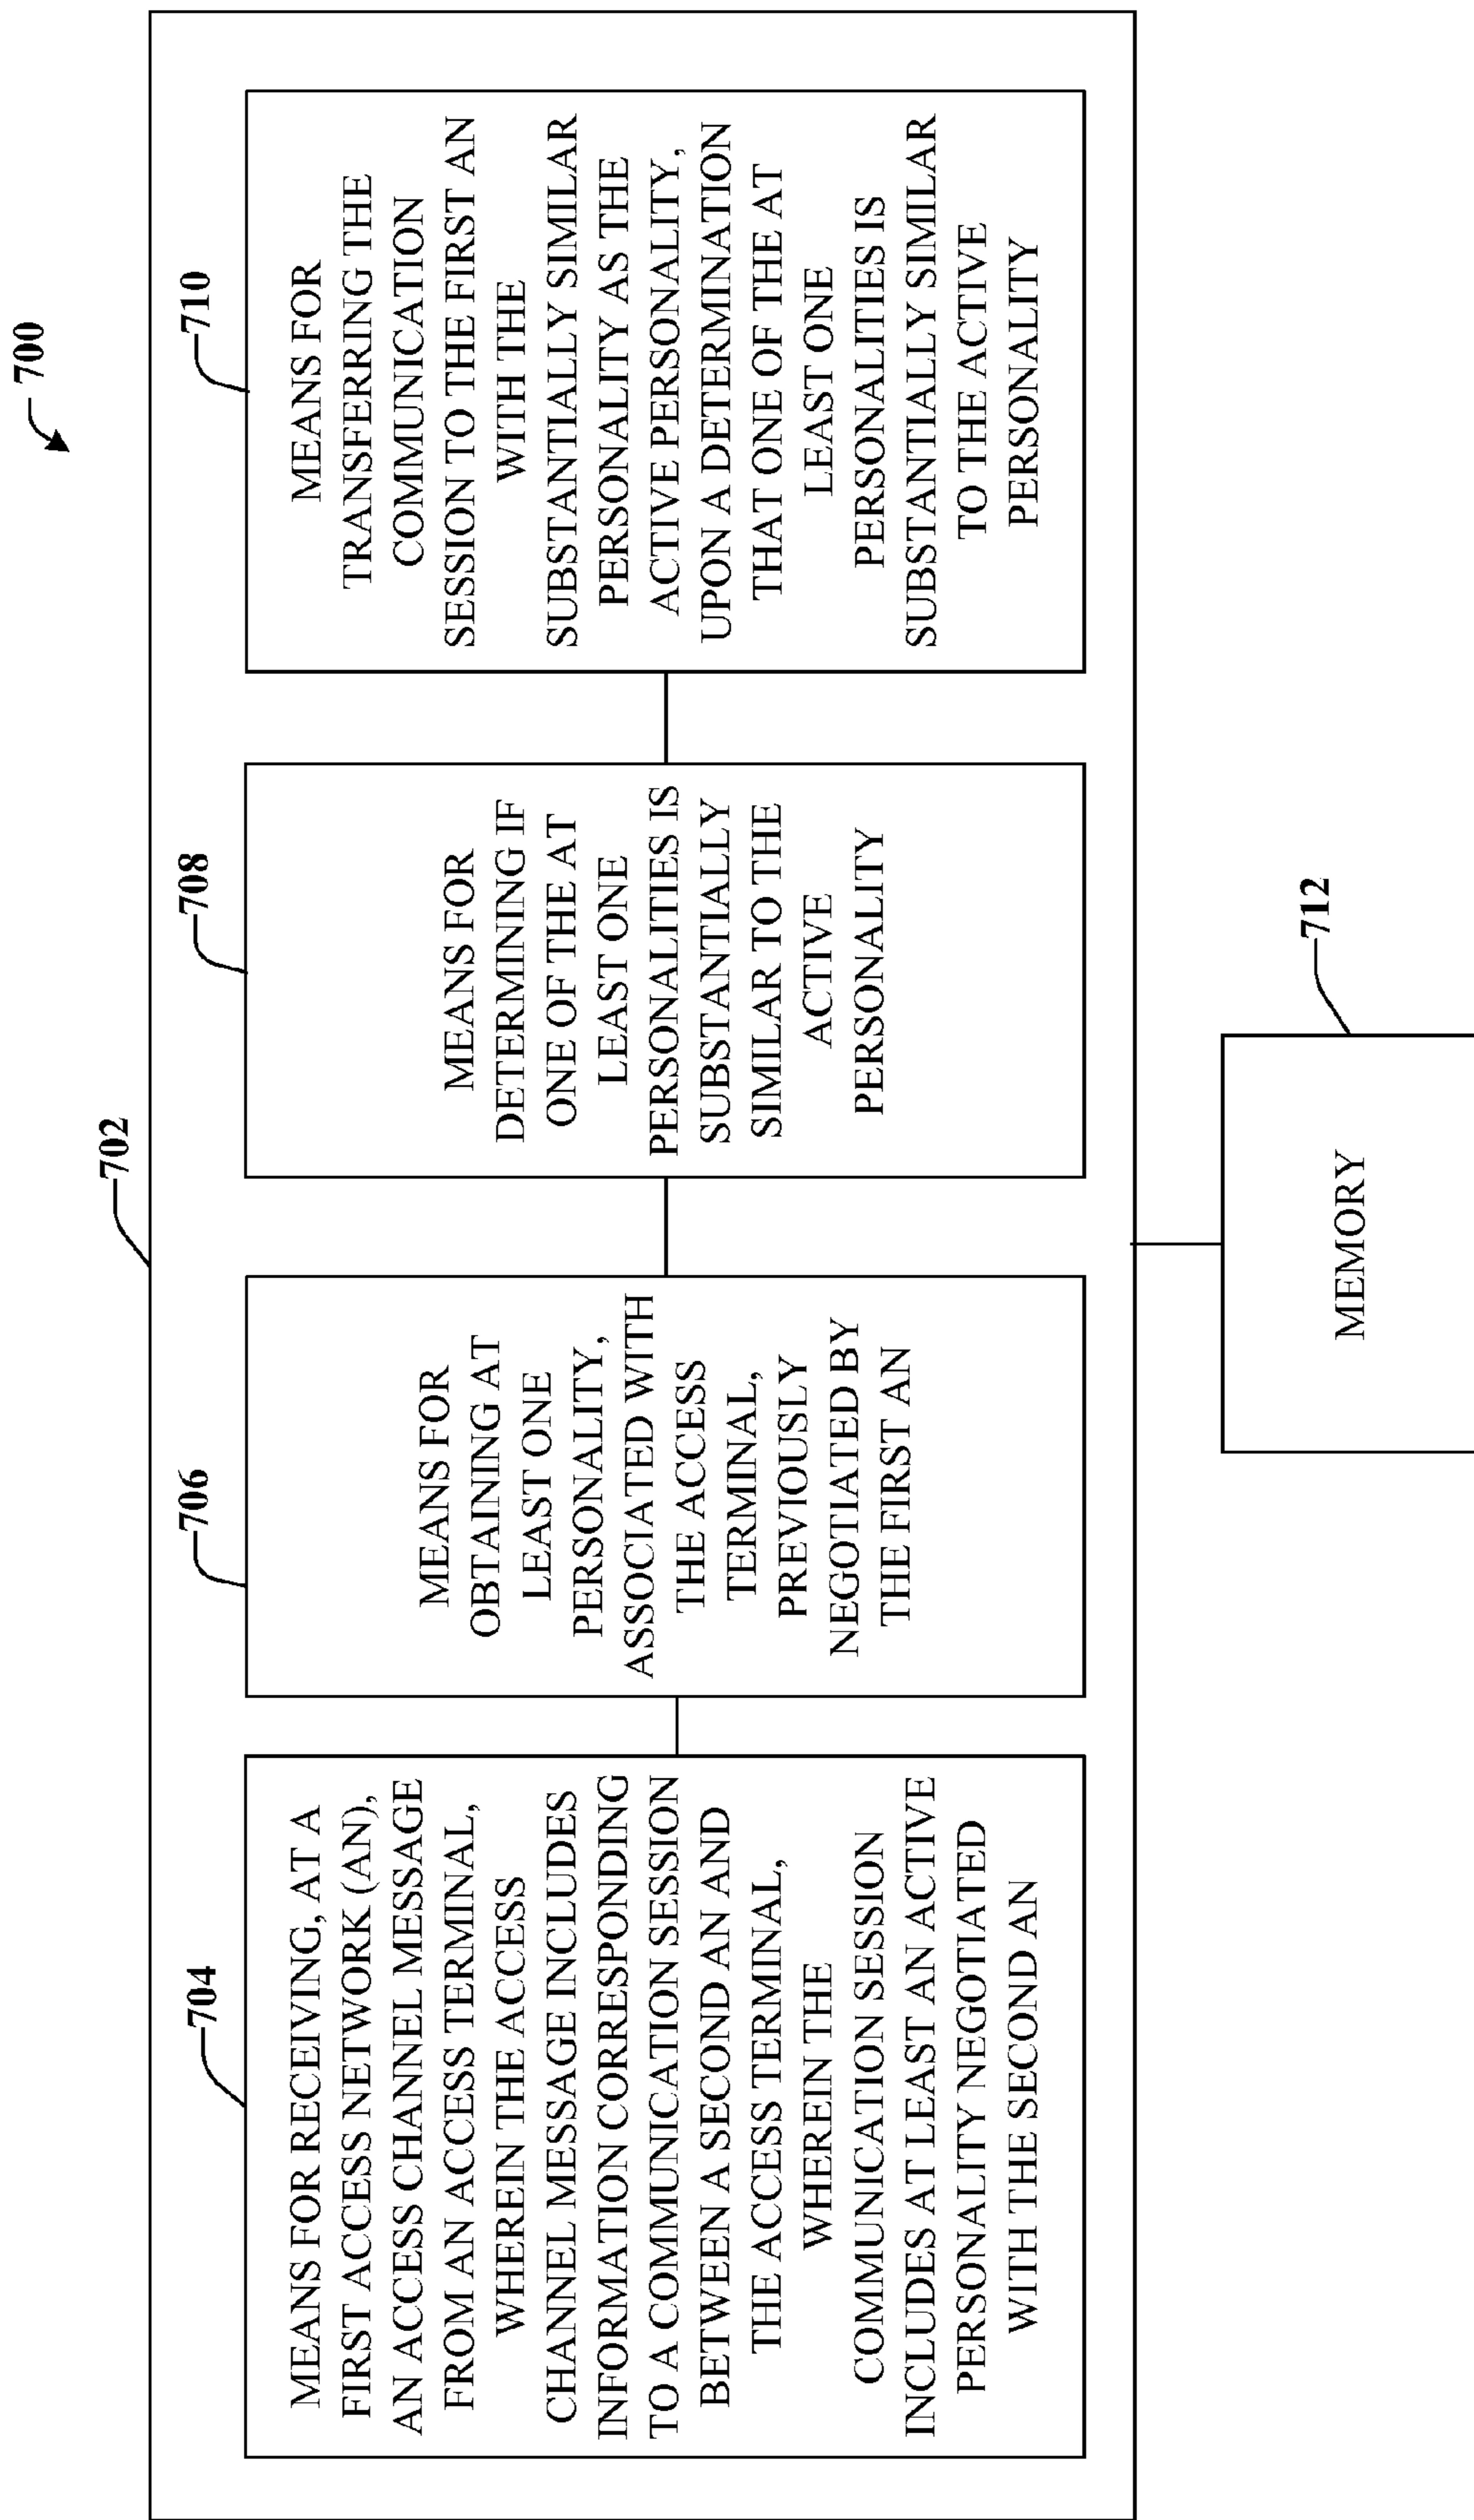 700
702
704
MEANS FOR RECEIVING, AT A
FIRST ACCESS NETWORK (AN),
AN ACCESS CHANNEL MESSAGE
FROM AN ACCESS TERMINAL,
WHEREIN THE ACCESS
CHANNEL MESSAGE INCLUDES
INFORMATION CORRESPONDING
TO A COMMUNICATION SESSION
BETWEEN A SECOND AN AND
THE ACCESS TERMINAL,
WHEREIN THE
COMMUNICATION SESSION
INCLUDES AT LEAST AN ACTIVE
PERSONALITY NEGOTIATED
WITH THE SECOND AN
706
MEANS FOR
OBTAINING AT
LEAST ONE
PERSONALITY,
ASSOCIATED WITH
THE ACCESS
TERMINAL,
PREVIOUSLY
NEGOTIATED BY
THE FIRST AN
708
MEANS FOR
DETERMINING IF
ONE OF THE AT
LEAST ONE
PERSONALITIES IS
SUBSTANTIALLY
SIMILAR TO THE
ACTIVE
PERSONALITY
710
MEANS FOR
TRANSFERRING THE
COMMUNICATION
SESSION TO THE FIRST AN
WITH THE
SUBSTANTIALLY SIMILAR
PERSONALITY AS THE
ACTIVE PERSONALITY,
UPON A DETERMINATION
THAT ONE OF THE AT
LEAST ONE
PERSONALITIES IS
SUBSTANTIALLY SIMILAR
TO THE ACTIVE
PERSONALITY
712
MEMORY